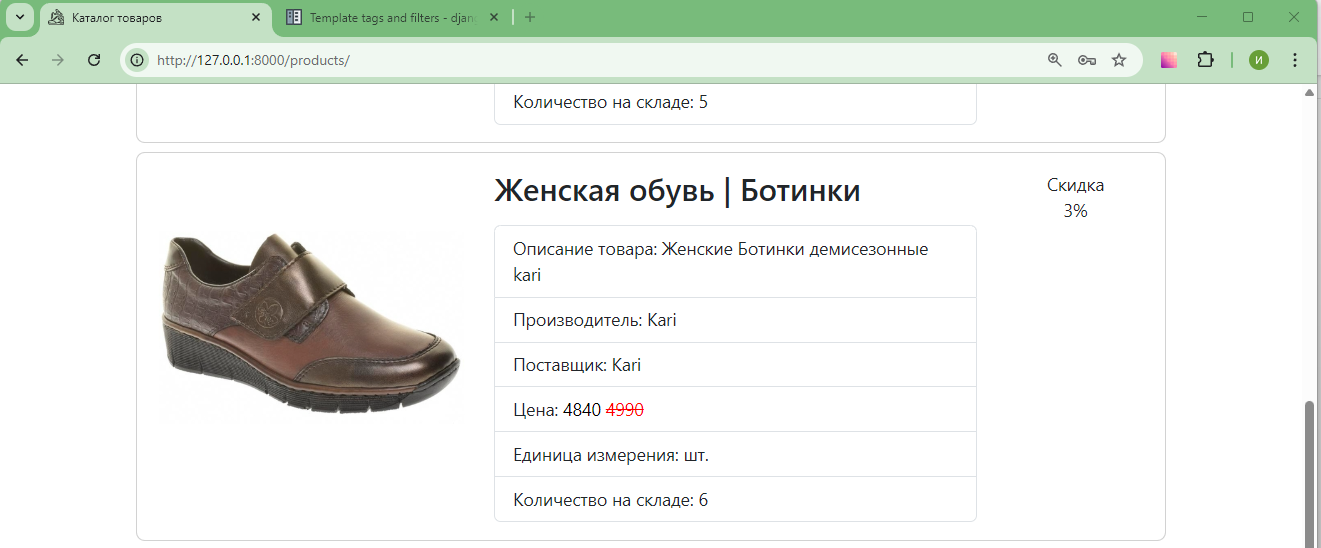 Каталог товаров
Template tags and filters - djan
http://127.0.0.1:8000/products/
И
Количество на складе: 5
Женская обувь | Ботинки
Скидка
3%
Описание товара: Женские Ботинки демисезонные
kari
Производитель: Kari
Поставщик: Kari
Цена: 4840 4990
Единица измерения: шт.
Количество на складе: 6